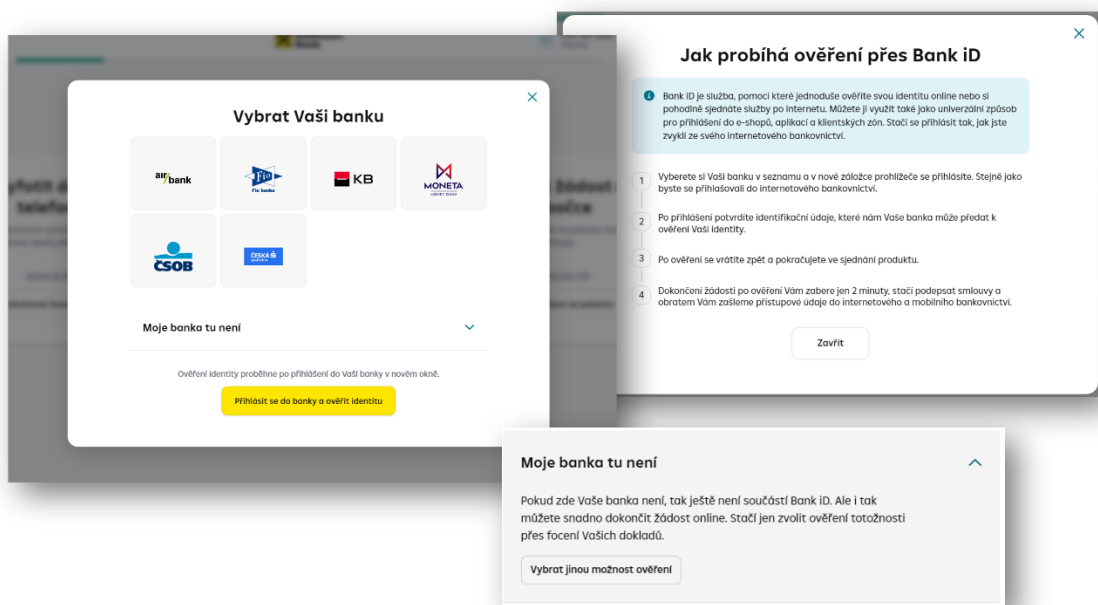 Bank
Vybrat Vaši banku
air bank
Fio
Fio banka
KB
MONETA
MONEY BANK
ČSOB
ČESKÁ
spořitelna
Moje banka tu není
Ověření identity proběhne po přihlášení do Vaší banky v novém okně.
Přihlásit se do banky a ověřit identitu
Jak probíhá ověření přes Bank iD
Bank iD je služba, pomocí které jednoduše ověříte svou identitu online nebo si
pohodlně sjednáte služby po internetu. Můžete ji využít také jako univerzální způsob
pro přihlášení do e-shopů, aplikací a klientských zón. Stačí se přihlásit tak, jak jste
zvyklí ze svého internetového bankovnictví.
1 Vyberete si Vaši banku v seznamu a v nové záložce prohlížeče se přihlásíte. Stejně jako
byste se přihlašovali do internetového bankovnictví.
2 Po přihlášení potvrdíte identifikační údaje, které nám Vaše banka může předat k
ověření Vaší identity.
3 Po ověření se vrátíte zpět a pokračujete ve sjednání produktu.
4 Dokončení žádosti po ověření Vám zabere jen 2 minuty, stačí podepsat smlouvy a
obratem Vám zašleme přístupové údaje do internetového a mobilního bankovnictví.
Zavřít
Moje banka tu není
Pokud zde Vaše banka není, tak ještě není součástí Bank iD. Ale i tak
můžete snadno dokončit žádost online. Stačí jen zvolit ověření totožnosti
přes focení Vašich dokladů.
Vybrat jinou možnost ověření